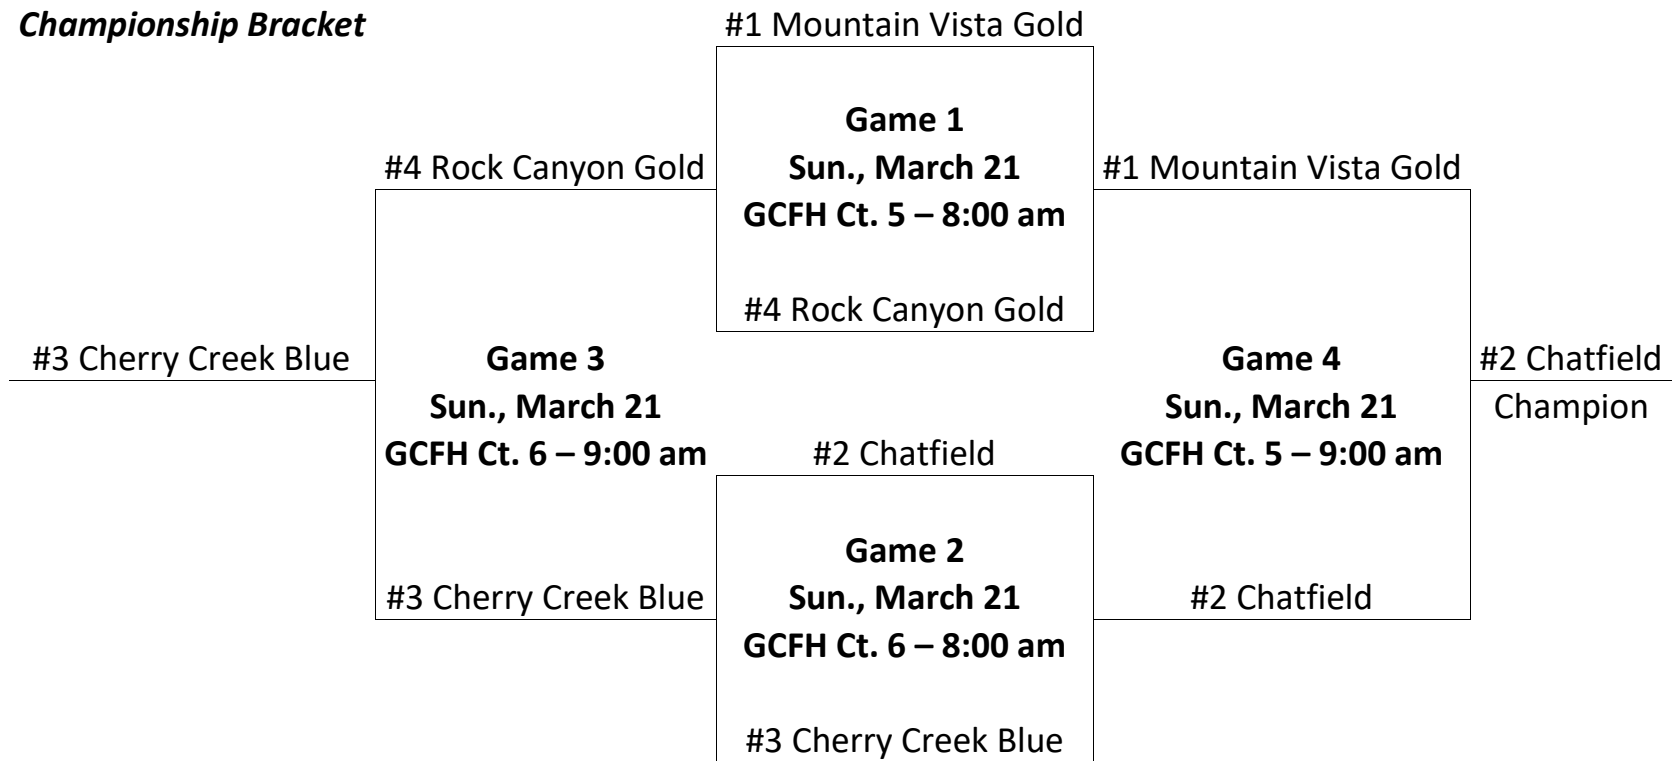 Championship Bracket
#1 Mountain Vista Gold
Game 1
Sun., March 21
GCFH Ct. 5 – 8:00 am
#4 Rock Canyon Gold
#1 Mountain Vista Gold
#4 Rock Canyon Gold
#3 Cherry Creek Blue
Game 3
Sun., March 21
GCFH Ct. 6 – 9:00 am
Game 4
Sun., March 21
GCFH Ct. 5 – 9:00 am
#2 Chatfield
Champion
#2 Chatfield
Game 2
Sun., March 21
GCFH Ct. 6 – 8:00 am
#3 Cherry Creek Blue
#2 Chatfield
#3 Cherry Creek Blue